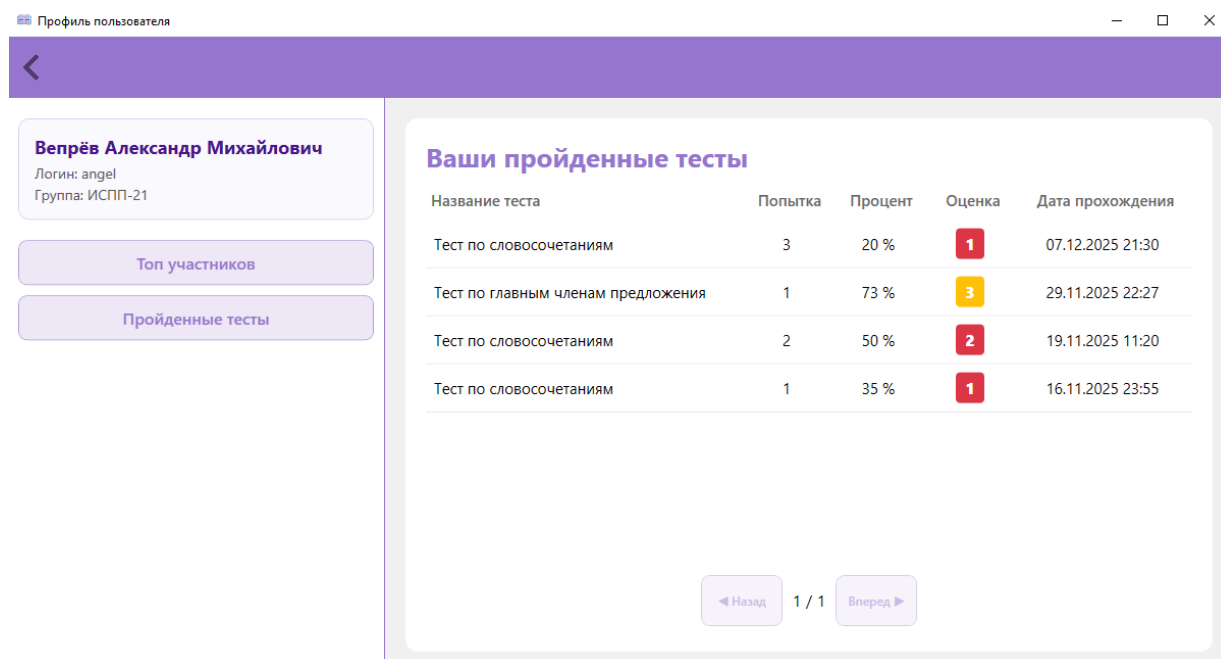 Профиль пользователя
Вепрёв Александр Михайлович
Логин: angel
Группа: ИСПП-21
Топ участников
Пройденные тесты
Ваши пройденные тесты
Название теста Попытка Процент Оценка Дата прохождения
Тест по словосочетаниям 3 20 % 1 07.12.2025 21:30
Тест по главным членам предложения 1 73 % 3 29.11.2025 22:27
Тест по словосочетаниям 2 50 % 2 19.11.2025 11:20
Тест по словосочетаниям 1 35 % 1 16.11.2025 23:55
◀ Назад 1 / 1 Вперед ▶